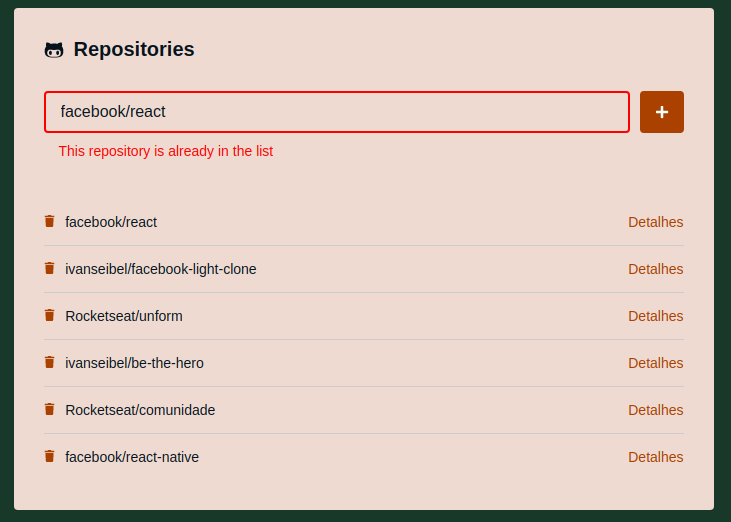 Repositories
facebook/react
This repository is already in the list
facebook/react Detalhes
ivanseibel/facebook-light-clone Detalhes
Rocketseat/unform Detalhes
ivanseibel/be-the-hero Detalhes
Rocketseat/comunidade Detalhes
facebook/react-native Detalhes